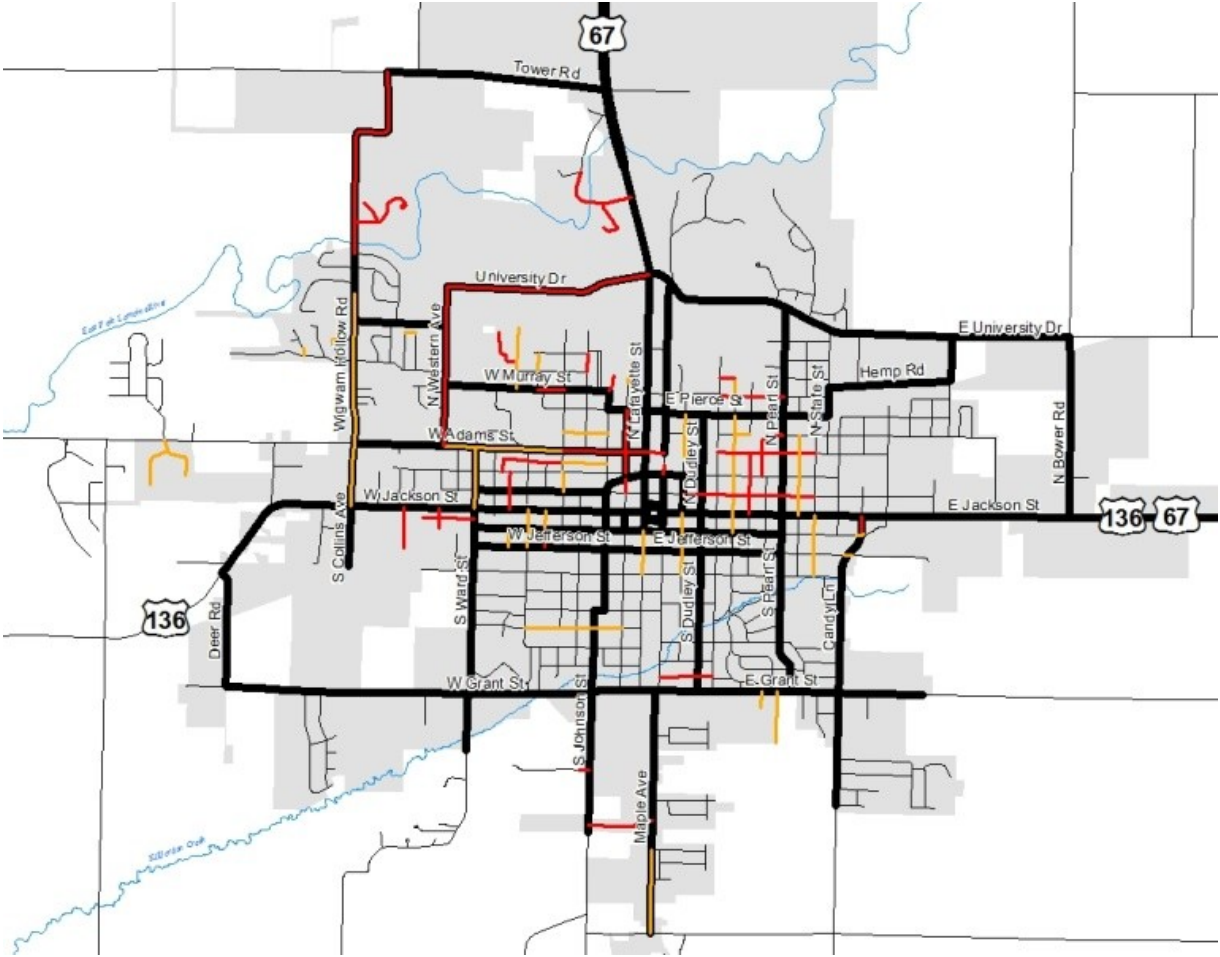 67
Tower Rd
University Dr
E University Dr
Wigwam Hollow Rd
N Western Ave
N Lafayette St
W Murray St
Hemp Rd
E Pierce St
N Pearl St
N State St
W Adams St
N Dudley St
N Bower Rd
W Jackson St
E Jackson St
136
67
S Collins Ave
W Jefferson St
E Jefferson St
S Ward St
S Dudley St
S Pearl St
Candy Ln
136
Deer Rd
W Grant St
E Grant St
S Johnson St
Maple Ave